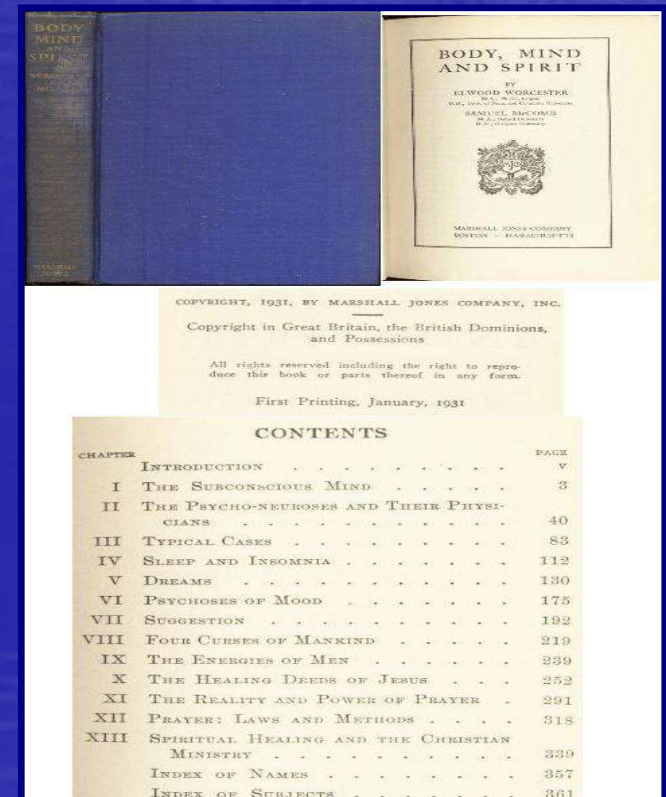 BODY
MIND
AND
SPIRIT
WORCESTER
MARSHALL
JONES
BODY, MIND
AND SPIRIT
BY
ELWOOD WORCESTER
SAMUEL McCOMB
MARSHALL JONES COMPANY
BOSTON · MASSACHUSETTS
COPYRIGHT, 1931, BY MARSHALL JONES COMPANY, INC.
Copyright in Great Britain, the British Dominions,
and Possessions
All rights reserved including the right to repro-
duce this book or parts thereof in any form.
First Printing, January, 1931
CONTENTS
CHAPTER PAGE
INTRODUCTION . . . . . . . . . V
I THE SUBCONSCIOUS MIND . . . . . 3
II THE PSYCHO-NEUROSES AND THEIR PHYSI-
CIANS . . . . . . . . . . . 40
III TYPICAL CASES . . . . . . . . . 83
IV SLEEP AND INSOMNIA . . . . . . . 112
V DREAMS . . . . . . . . . . 130
VI PSYCHOSES OF MOOD . . . . . . . 175
VII SUGGESTION . . . . . . . . . 192
VIII FOUR CURSES OF MANKIND . . . . . 219
IX THE ENERGIES OF MEN . . . . . . 239
X THE HEALING DEEDS OF JESUS . . . 252
XI THE REALITY AND POWER OF PRAYER . 291
XII PRAYER: LAWS AND METHODS . . . . 318
XIII SPIRITUAL HEALING AND THE CHRISTIAN
MINISTRY . . . . . . . . . 339
INDEX OF NAMES . . . . . . . . 357
INDEX OF SUBJECTS . . . . . . . 361